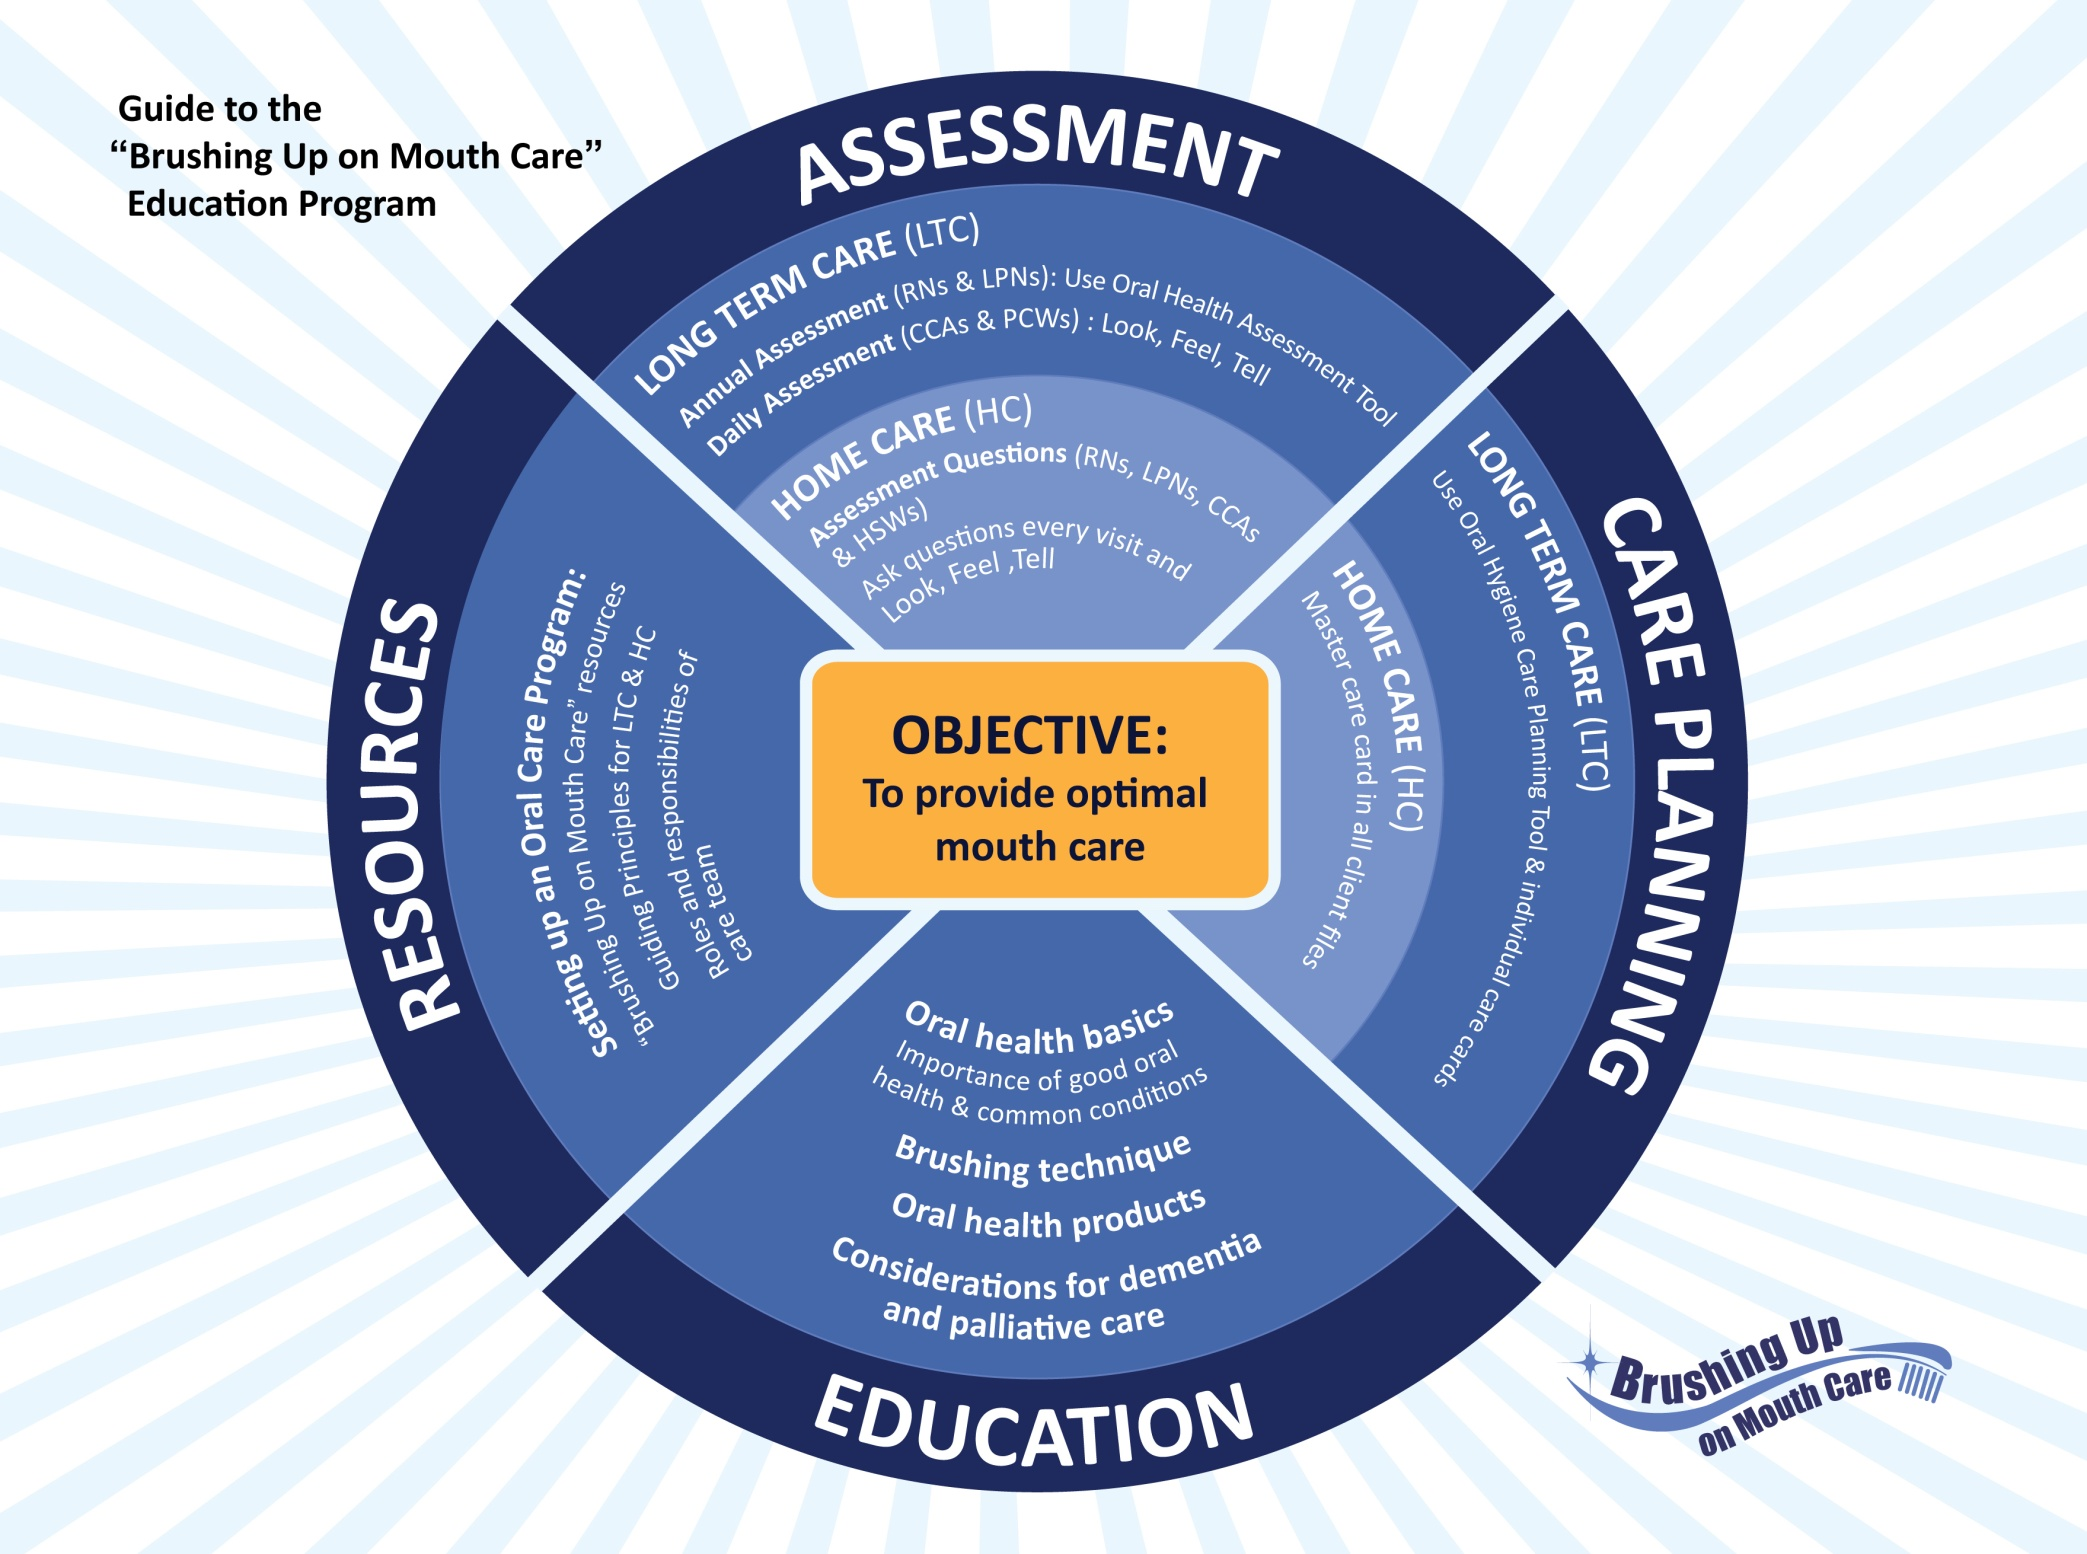 Guide to the
“Brushing Up on Mouth Care”
Education Program
ASSESSMENT
LONG TERM CARE (LTC)
Annual Assessment (RNs & LPNs): Use Oral Health Assessment Tool
Daily Assessment (CCAs & PCWs) : Look, Feel, Tell
HOME CARE (HC)
Assessment Questions (RNs, LPNs, CCAs
& HSWs)
Ask questions every visit and
Look, Feel ,Tell
CARE PLANNING
LONG TERM CARE (LTC)
Use Oral Hygiene Care Planning Tool & individual care cards
HOME CARE (HC)
Master care card in all client files
OBJECTIVE:
To provide optimal
mouth care
RESOURCES
Setting up an Oral Care Program:
“Brushing Up on Mouth Care” resources
Guiding Principles for LTC & HC
Roles and responsibilities of
care team
Oral health basics
Importance of good oral
health & common conditions
Brushing technique
Oral health products
Considerations for dementia
and palliative care
EDUCATION
Brushing Up
on Mouth Care